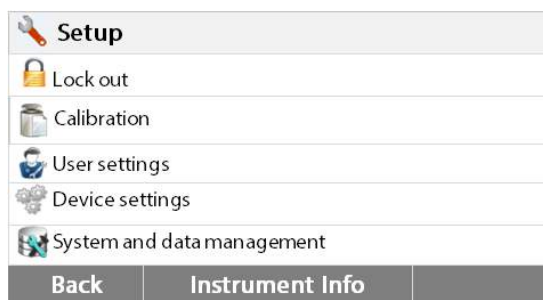 Setup
Lock out
Calibration
User settings
Device settings
System and data management
Back Instrument Info